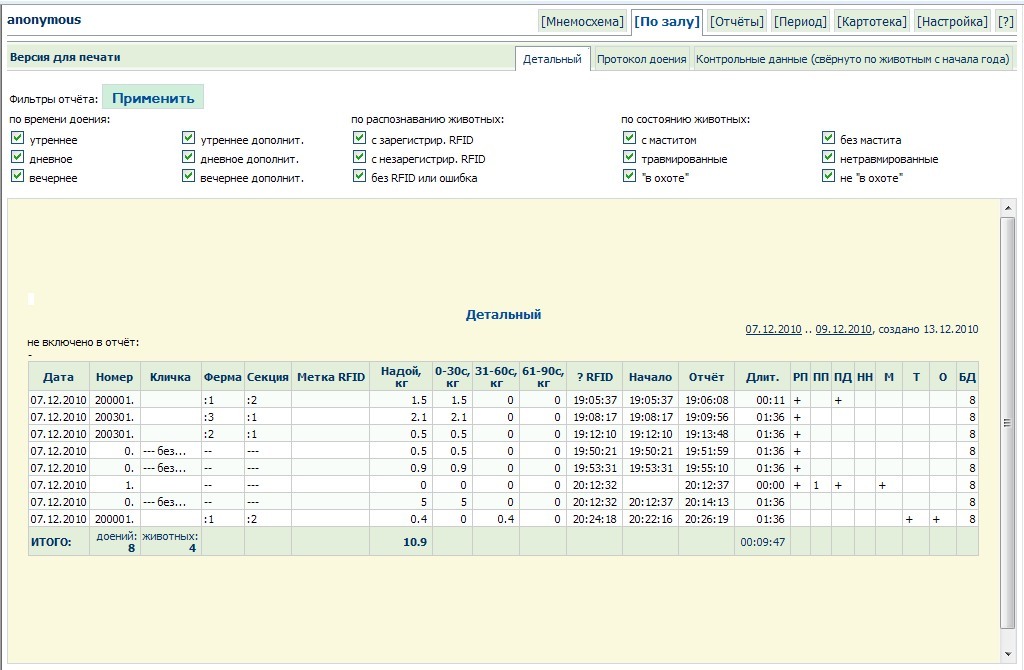 anonymous
[Мнемосхема] [По залу] [Отчёты] [Период] [Картотека] [Настройка] [?]
Версия для печати
Детальный Протокол доения Контрольные данные (свёрнуто по животным с начала года)
Фильтры отчёта: Применить
по времени доения: по распознаванию животных: по состоянию животных:
утреннее утреннее дополнит. с зарегистрир. RFID с маститом без мастита
дневное дневное дополнит. с незарегистрир. RFID травмированные нетравмированные
вечернее вечернее дополнит. без RFID или ошибка "в охоте" не "в охоте"
Детальный
07.12.2010 .. 09.12.2010, создано 13.12.2010
не включено в отчёт:
-
Дата Номер Кличка Ферма Секция Метка RFID Надой, кг 0-30с, кг 31-60с, кг 61-90с, кг ? RFID Начало Отчёт Длит. РП ПП ПД НН М Т О БД
07.12.2010 200001. :1 :2 1.5 1.5 0 0 19:05:37 19:05:37 19:06:08 00:11 + + 8
07.12.2010 200301. :3 :1 2.1 2.1 0 0 19:08:17 19:08:17 19:09:56 01:36 + 8
07.12.2010 200301. :2 :1 0.5 0.5 0 0 19:12:10 19:12:10 19:13:48 01:36 + 8
07.12.2010 0. --- без... -- --- 0.5 0.5 0 0 19:50:21 19:50:21 19:51:59 01:36 + 8
07.12.2010 0. --- без... -- --- 0.9 0.9 0 0 19:53:31 19:53:31 19:55:10 01:36 + 8
07.12.2010 1. -- --- 0 0 0 0 20:12:32 20:12:37 00:00 + 1 + + 8
07.12.2010 0. --- без... -- --- 5 5 0 0 20:12:32 20:12:37 20:14:13 01:36 8
07.12.2010 200001. :1 :2 0.4 0 0.4 0 20:24:18 20:22:16 20:26:19 01:36 + + 8
ИТОГО: доений: 8 животных: 4 10.9 00:09:47